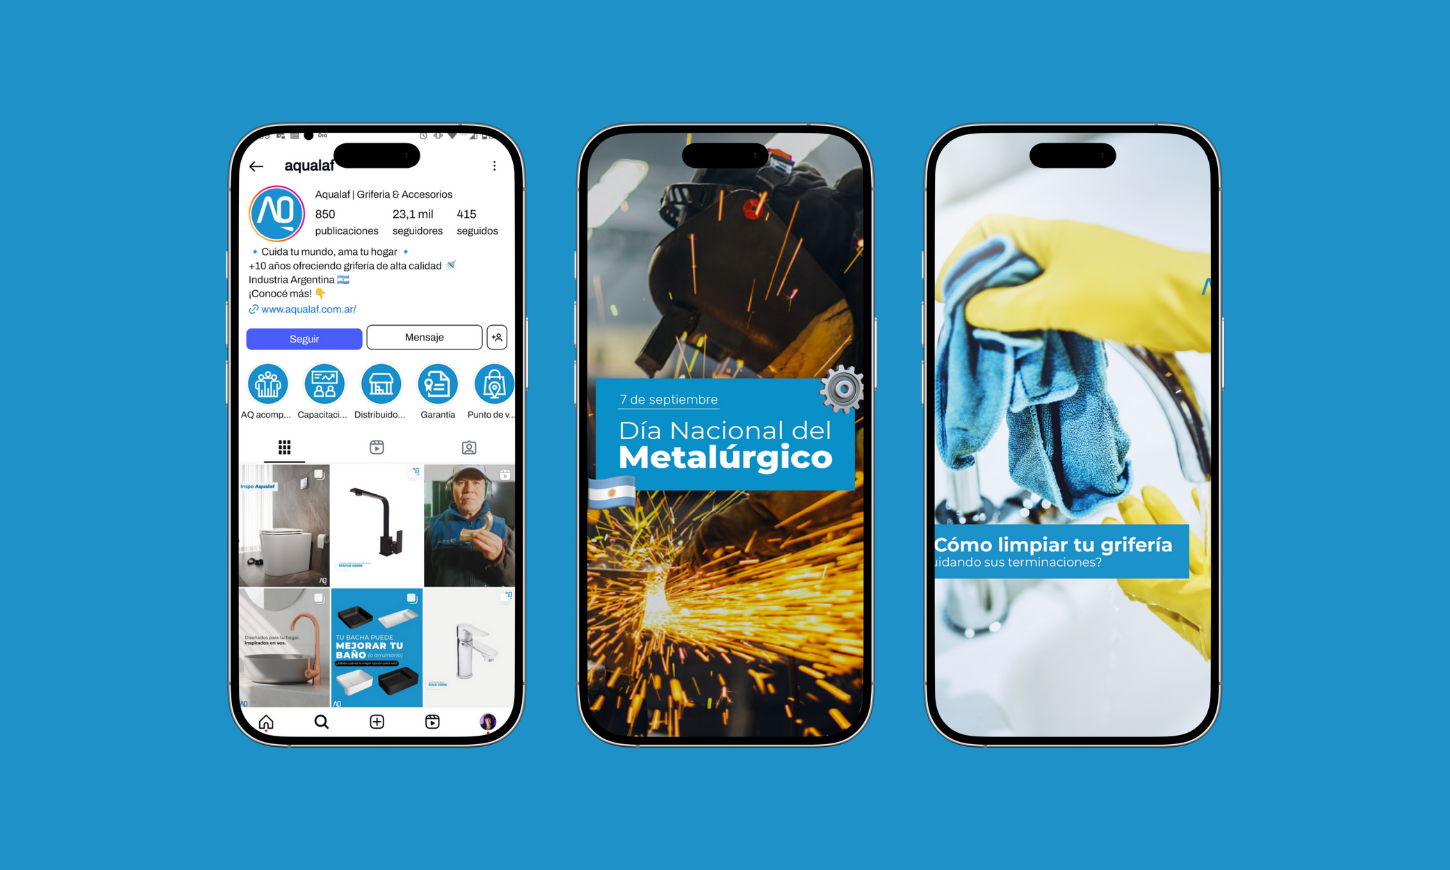 aqualaf
Aqualaf | Griferia & Accesorios
850
23,1 mil
415
publicaciones
seguidores
seguidos
Cuida tu mundo, ama tu hogar
+10 años ofreciendo grifería de alta calidad
Industria Argentina
¡Conocé más!
www.aqualaf.com.ar/
Seguir
Mensaje
AQ acomp...
Capacitaci...
Distribuido...
Garantía
Punto de v...
Inspo Aqualaf
Diseñados para tu hogar.
Inspirados en vos.
TU BACHA PUEDE
MEJORAR TU
BAÑO (o arruinarlo)
7 de septiembre
Día Nacional del
Metalúrgico
Cómo limpiar tu grifería
uidando sus terminaciones?